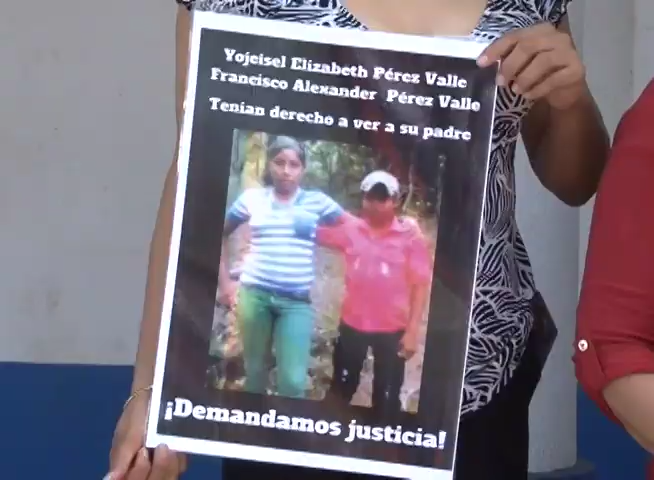 Yojeisel Elizabeth Pérez Valle
Francisco Alexander Pérez Valle
Tenían derecho a ver a su padre
¡Demandamos justicia!